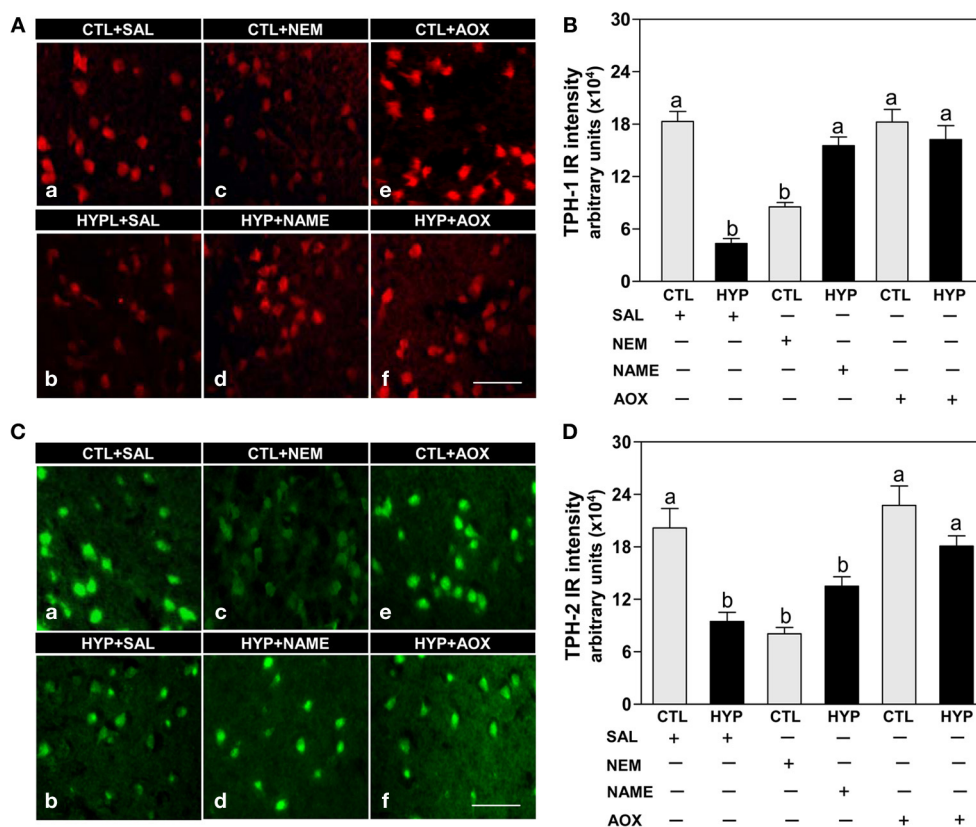 A
CTL+SAL CTL+NEM CTL+AOX
a c e
HYPL+SAL HYP+NAME HYP+AOX
b d f
B
TPH-1 IR intensity
arbitrary units (x10⁴)
30
24
18
12
6
0
a b b a a a
CTL HYP CTL HYP CTL HYP
SAL + + — — — —
NEM — — + — — —
NAME — — — + — —
AOX — — — — + +
C
CTL+SAL CTL+NEM CTL+AOX
a c e
HYP+SAL HYP+NAME HYP+AOX
b d f
D
TPH-2 IR intensity
arbitrary units (x10⁴)
30
24
18
12
6
0
a b b b a a
CTL HYP CTL HYP CTL HYP
SAL + + — — — —
NEM — — + — — —
NAME — — — + — —
AOX — — — — + +